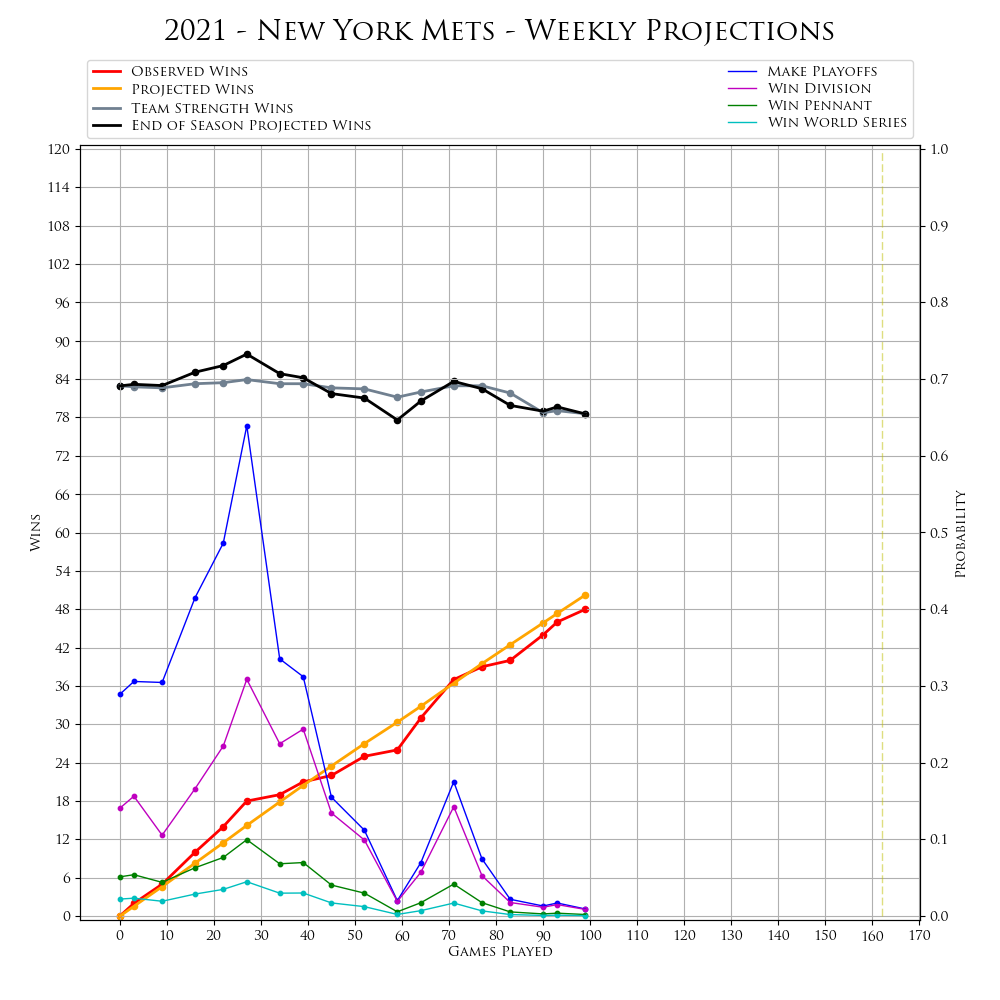 2021 - New York Mets - Weekly Projections
Observed Wins
Projected Wins
Team Strength Wins
End of Season Projected Wins
Make Playoffs
Win Division
Win Pennant
Win World Series
120
114
108
102
96
90
84
78
72
66
60
54
48
42
36
30
24
18
12
6
0
Wins
1.0
0.9
0.8
0.7
0.6
0.5
0.4
0.3
0.2
0.1
0.0
Probability
0 10 20 30 40 50 60 70 80 90 100 110 120 130 140 150 160 170
Games Played